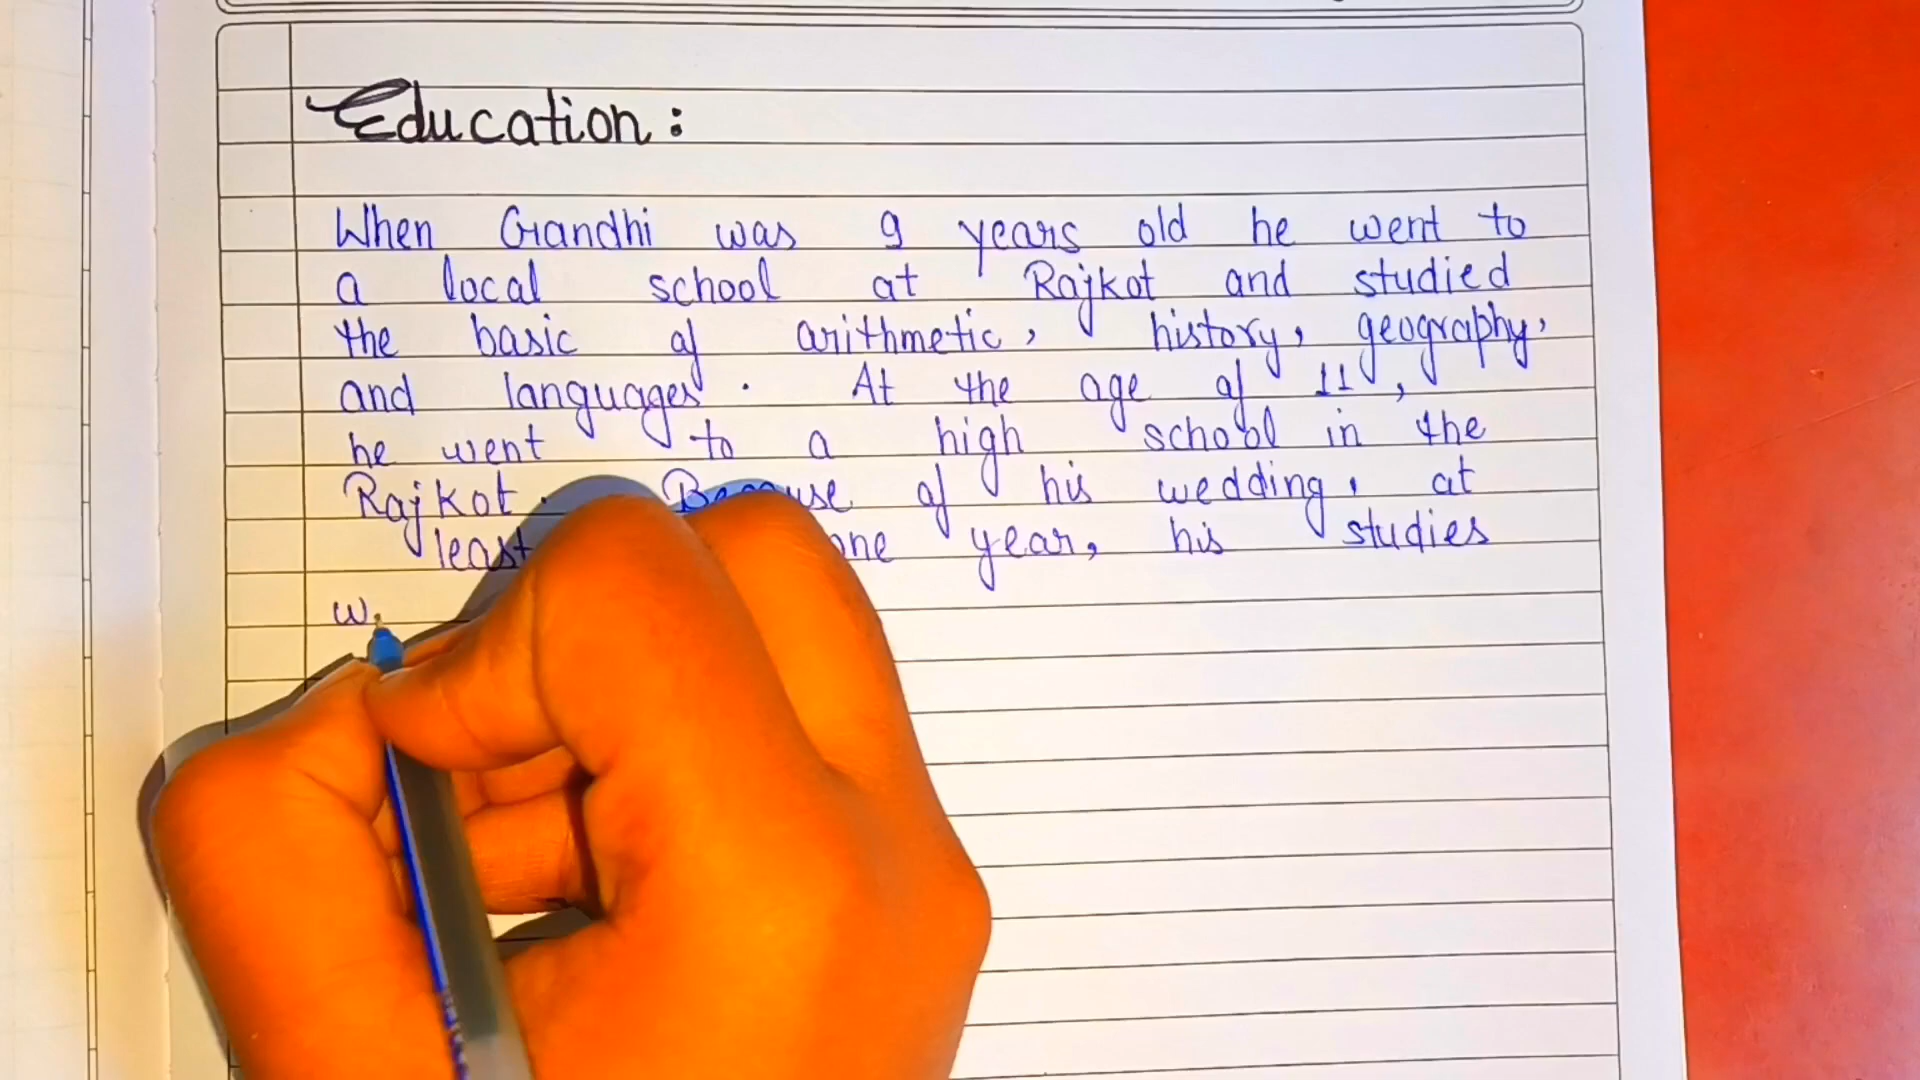 Education :
When Gandhi was 9 years old he went to
a local school at Rajkot and studied
the basic of arithmetic, history, geography,
and languages. At the age of 11,
he went to a high school in the
Rajkot. Because of his wedding, at
least one year, his studies
w